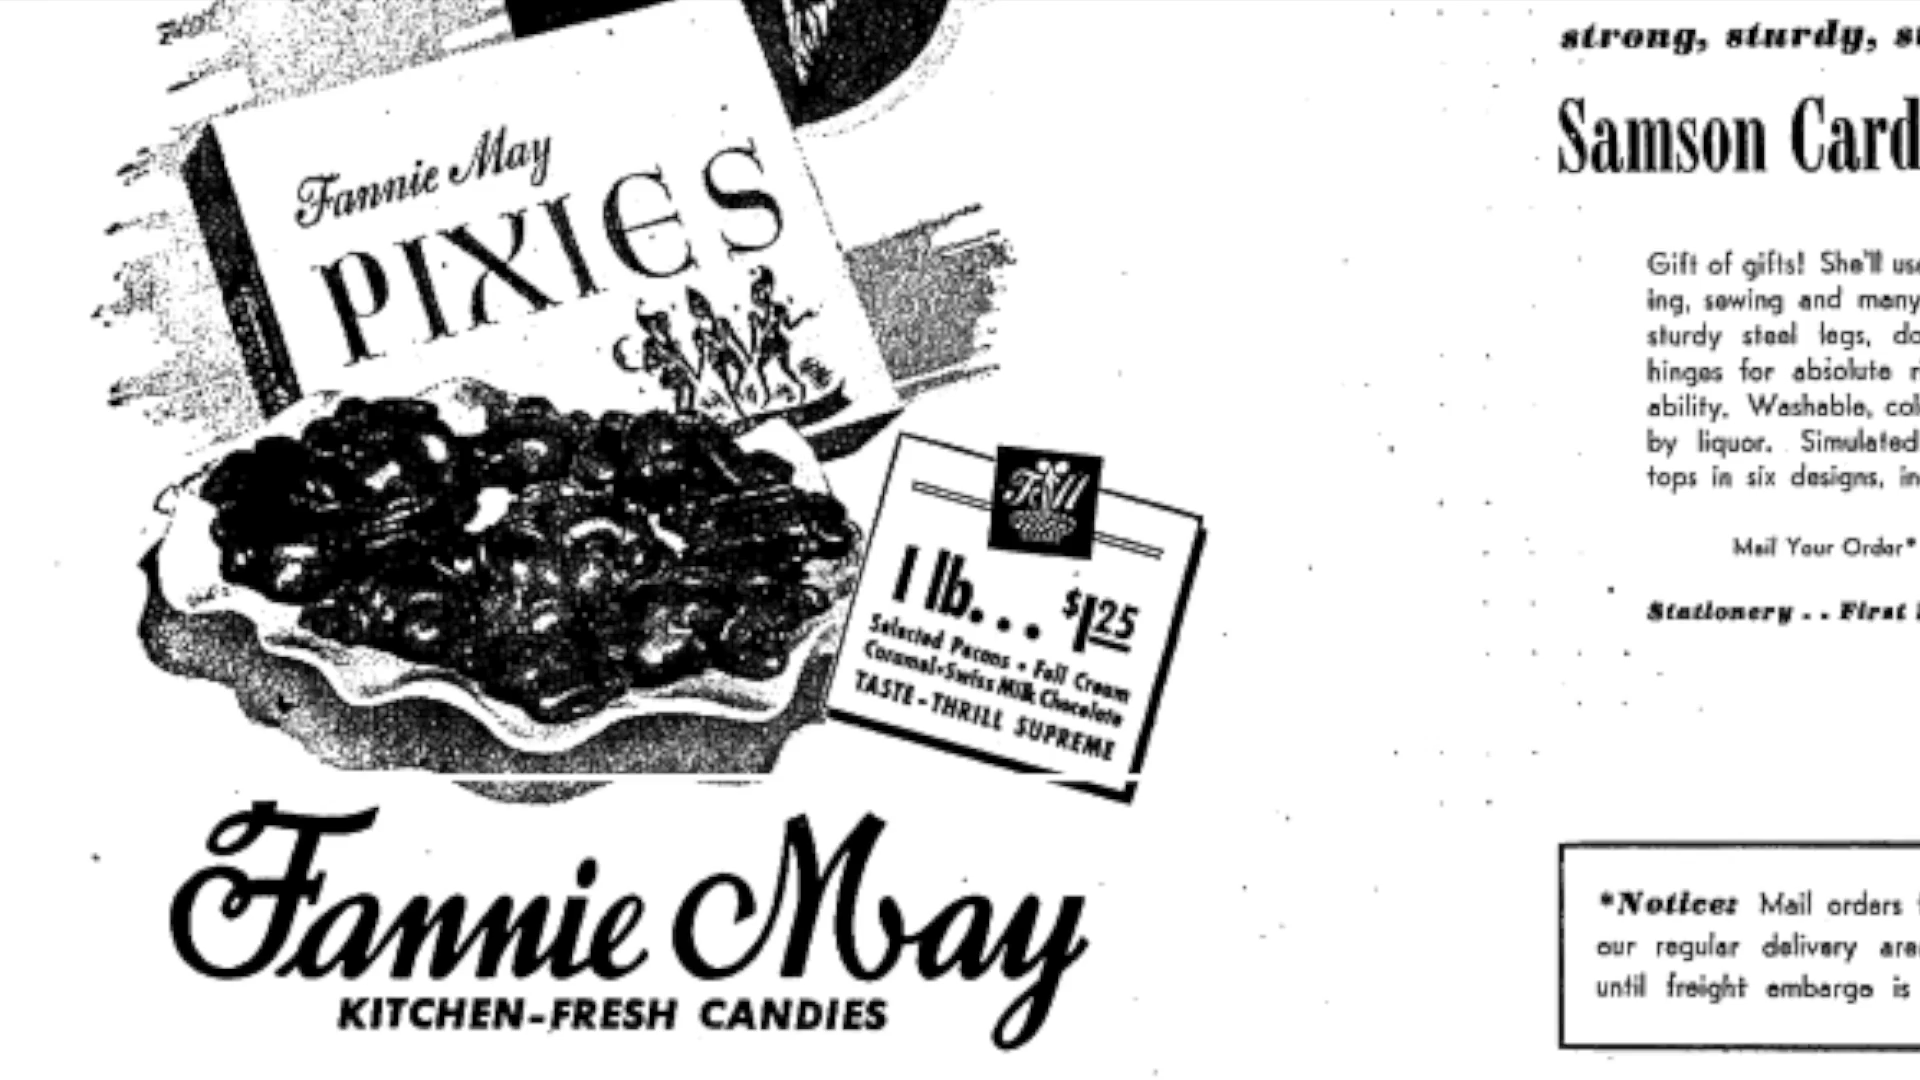 Fannie May
PIXIES
1 lb... $1.25
Selected Pecans • Full Cream
Caramel • Swiss Milk Chocolate
TASTE-THRILL SUPREME
Fannie May
KITCHEN-FRESH CANDIES
strong, sturdy,
Samson Card
Gift of gifts! She'll
ing, sewing and many
sturdy steel legs,
hinges for absolute
ability. Washable,
by liquor. Simulated
tops in six designs,
Mail Your Order*
Stationery . . First
*Notice: Mail orders
our regular delivery
until freight embargo is